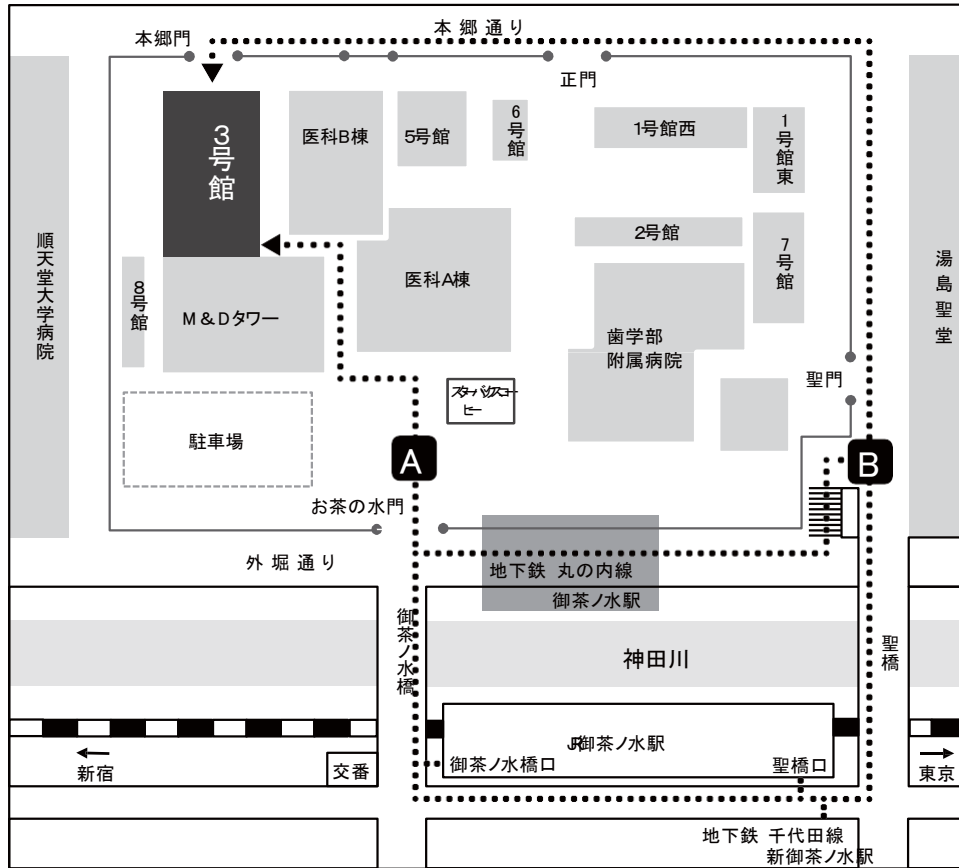 本郷通り
本郷門
正門
3号館
医科B棟
5号館
6号館
1号館西
1号館東
2号館
7号館
順天堂大学病院
湯島聖堂
8号館
M&Dタワー
医科A棟
歯学部
附属病院
聖門
スターバックスコー
ヒー
駐車場
A
B
お茶の水門
外堀通り
地下鉄 丸の内線
御茶ノ水駅
御茶ノ水橋
神田川
聖橋
JR御茶ノ水駅
新宿
交番
御茶ノ水橋口
聖橋口
東京
地下鉄 千代田線
新御茶ノ水駅